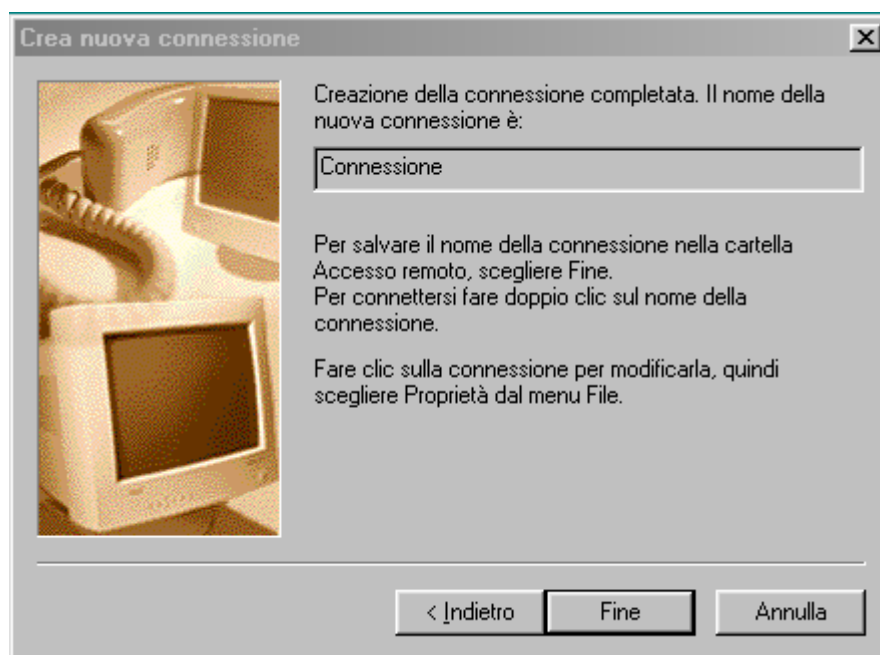 Crea nuova connessione
Creazione della connessione completata. Il nome della
nuova connessione è:
Connessione
Per salvare il nome della connessione nella cartella
Accesso remoto, scegliere Fine.
Per connettersi fare doppio clic sul nome della
connessione.
Fare clic sulla connessione per modificarla, quindi
scegliere Proprietà dal menu File.
< Indietro
Fine
Annulla